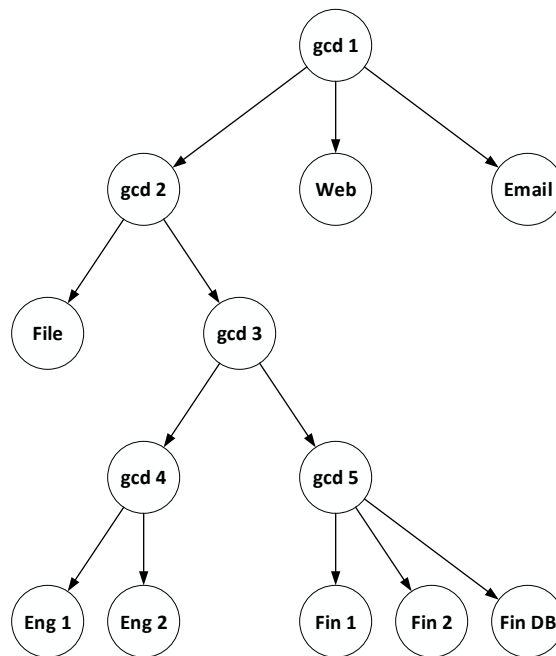 gcd 1
gcd 2
Web
Email
File
gcd 3
gcd 4
gcd 5
Eng 1
Eng 2
Fin 1
Fin 2
Fin DB